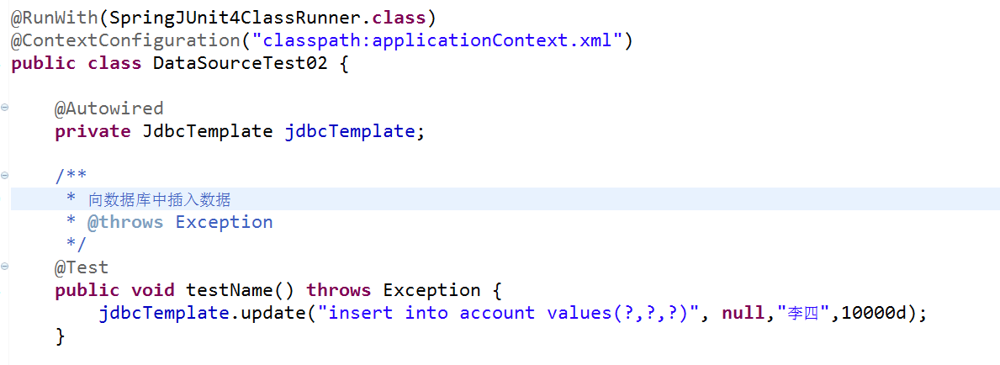 @RunWith(SpringJUnit4ClassRunner.class)
@ContextConfiguration("classpath:applicationContext.xml")
public class DataSourceTest02 {
@Autowired
private JdbcTemplate jdbcTemplate;
/**
* 向数据库中插入数据
* @throws Exception
*/
@Test
public void testName() throws Exception {
jdbcTemplate.update("insert into account values(?,?,?)", null,"李四",10000d);
}